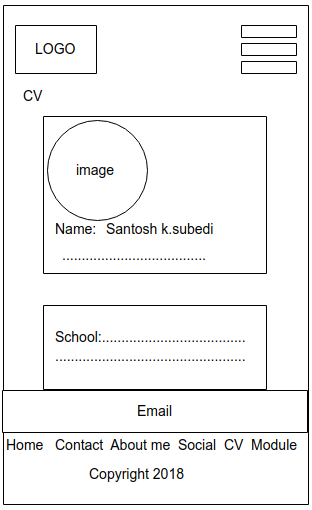 LOGO
CV
image
Name: Santosh k.subedi
.....................................
School:.....................................
.................................................
Email
Home Contact About me Social CV Module
Copyright 2018